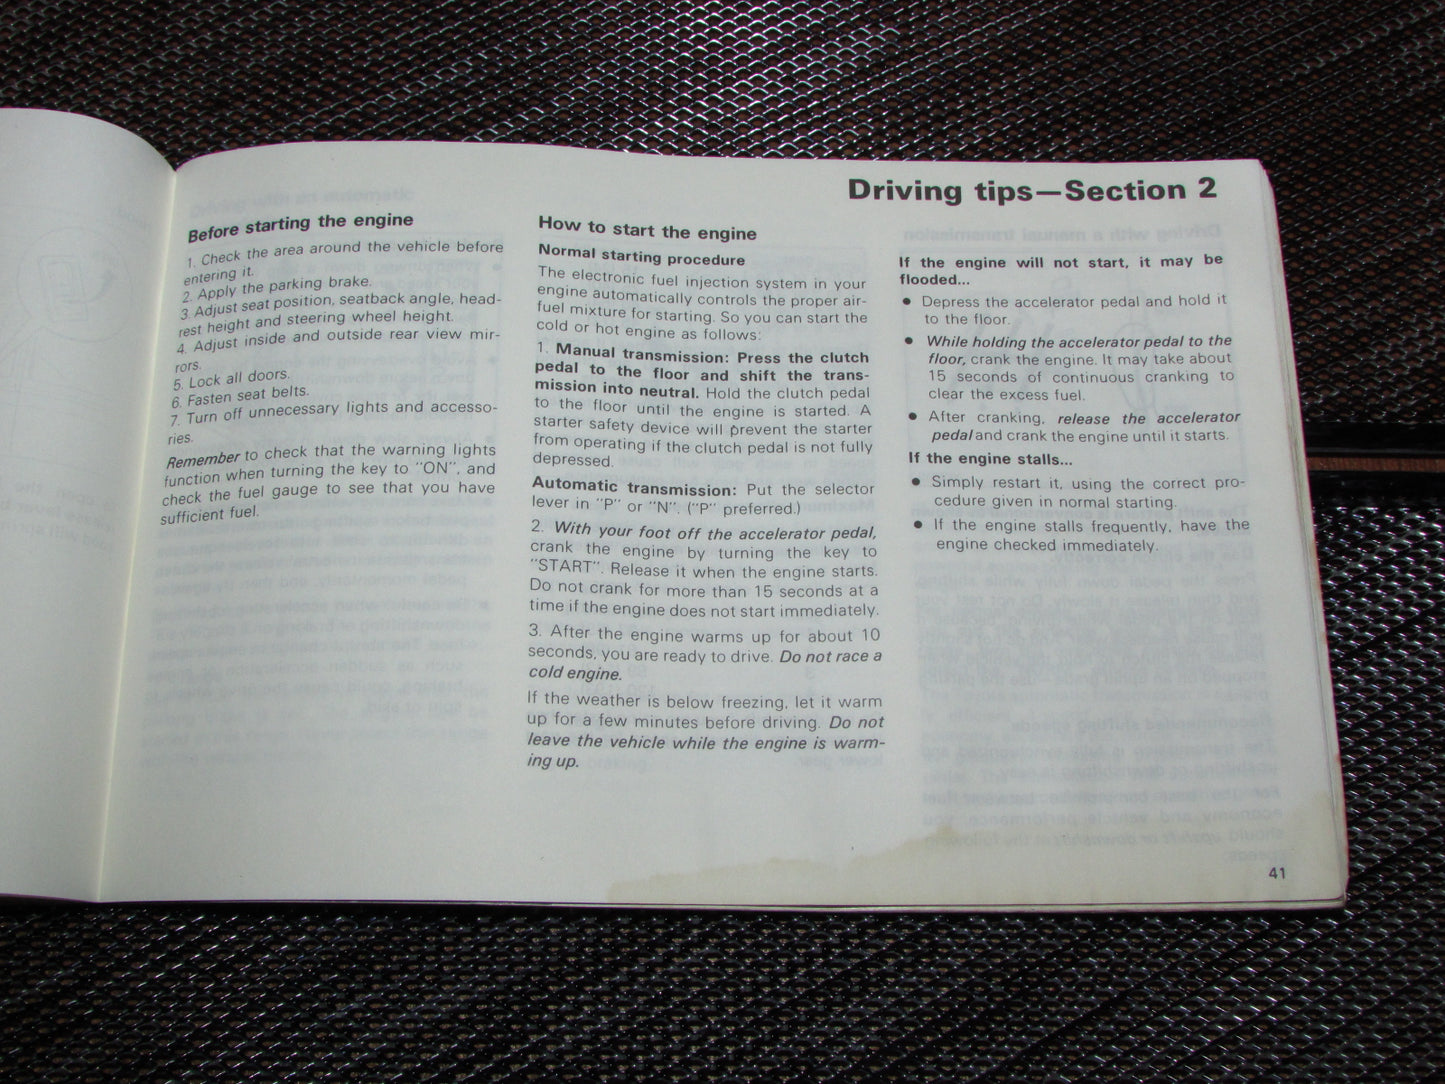 Driving tips—Section 2
Before starting the engine
1. Check the area around the vehicle before
entering it.
2. Apply the parking brake.
3. Adjust seat position, seatback angle, head-
rest height and steering wheel height.
4. Adjust inside and outside rear view mir-
rors.
5. Lock all doors.
6. Fasten seat belts.
7. Turn off unnecessary lights and accesso-
ries.
Remember to check that the warning lights
function when turning the key to "ON", and
check the fuel gauge to see that you have
sufficient fuel.
How to start the engine
Normal starting procedure
The electronic fuel injection system in your
engine automatically controls the proper air-
fuel mixture for starting. So you can start the
cold or hot engine as follows:
1. Manual transmission: Press the clutch
pedal to the floor and shift the trans-
mission into neutral. Hold the clutch pedal
to the floor until the engine is started. A
starter safety device will prevent the starter
from operating if the clutch pedal is not fully
depressed.
Automatic transmission: Put the selector
lever in "P" or "N". ("P" preferred.)
2. With your foot off the accelerator pedal,
crank the engine by turning the key to
"START". Release it when the engine starts.
Do not crank for more than 15 seconds at a
time if the engine does not start immediately.
3. After the engine warms up for about 10
seconds, you are ready to drive. Do not race a
cold engine.
If the weather is below freezing, let it warm
up for a few minutes before driving. Do not
leave the vehicle while the engine is warm-
ing up.
If the engine will not start, it may be
flooded...
● Depress the accelerator pedal and hold it
to the floor.
● While holding the accelerator pedal to the
floor, crank the engine. It may take about
15 seconds of continuous cranking to
clear the excess fuel.
● After cranking, release the accelerator
pedal and crank the engine until it starts.
If the engine stalls...
● Simply restart it, using the correct pro-
cedure given in normal starting.
● If the engine stalls frequently, have the
engine checked immediately.
41